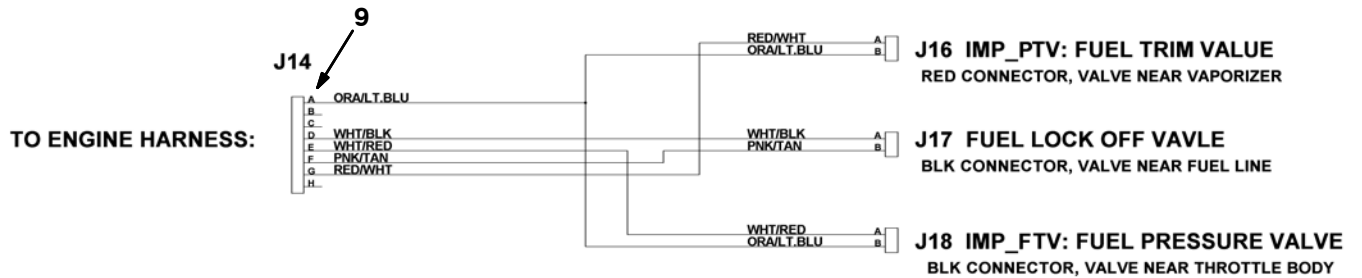 9
J14
TO ENGINE HARNESS:
A ORA/LT.BLU
B
C
D WHT/BLK
E WHT/RED
F PNK/TAN
G RED/WHT
H
RED/WHT A
ORA/LT.BLU B
J16 IMP_PTV: FUEL TRIM VALUE
RED CONNECTOR, VALVE NEAR VAPORIZER
WHT/BLK A
PNK/TAN B
J17 FUEL LOCK OFF VAVLE
BLK CONNECTOR, VALVE NEAR FUEL LINE
WHT/RED A
ORA/LT.BLU B
J18 IMP_FTV: FUEL PRESSURE VALVE
BLK CONNECTOR, VALVE NEAR THROTTLE BODY